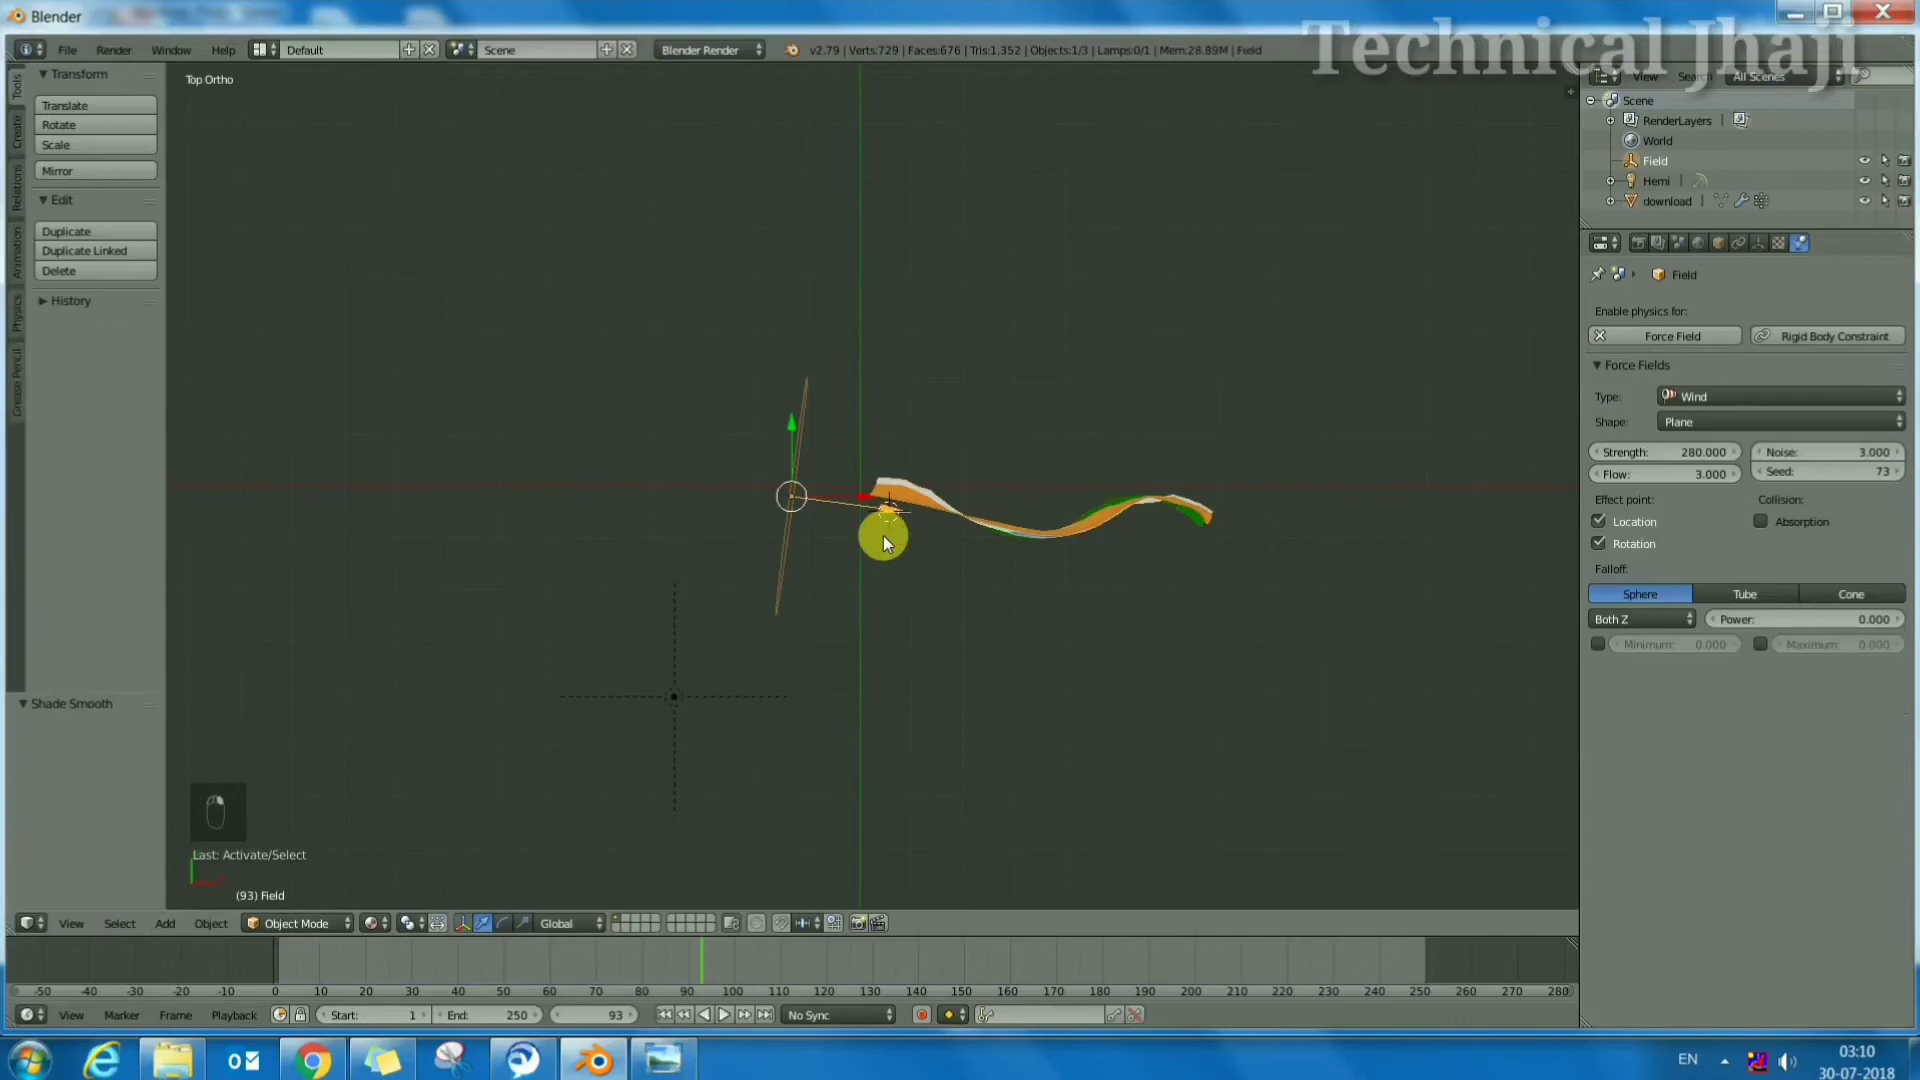 Blender
Technical Jhaji
File Render Window Help Default Scene Blender Render v2.79 | Verts:729 | Faces:676 | Tris:1,352 | Objects:1/3 | Lamps:0/1 | Mem:28.89M | Field
View Search All Scenes
Tools
Create
Relations
Animation
Physics
Grease Pencil
Transform
Translate
Rotate
Scale
Mirror
Edit
Duplicate
Duplicate Linked
Delete
History
Shade Smooth
Top Ortho
Last: Activate/Select
(93) Field
Scene
RenderLayers
World
Field
Hemi
download
Field
Enable physics for:
Force Field Rigid Body Constraint
Force Fields
Type: Wind
Shape: Plane
Strength: 280.000 Noise: 3.000
Flow: 3.000 Seed: 73
Effect point: Collision:
Location Absorption
Rotation
Falloff:
Sphere Tube Cone
Both Z Power: 0.000
Minimum: 0.000 Maximum: 0.000
View Select Add Object Object Mode Global
-50 -40 -30 -20 -10 0 10 20 30 40 50 60 70 80 90 100 110 120 130 140 150 160 170 180 190 200 210 220 230 240 250 260 270 280
View Marker Frame Playback Start: 1 End: 250 93 No Sync
EN 03:10
30-07-2018